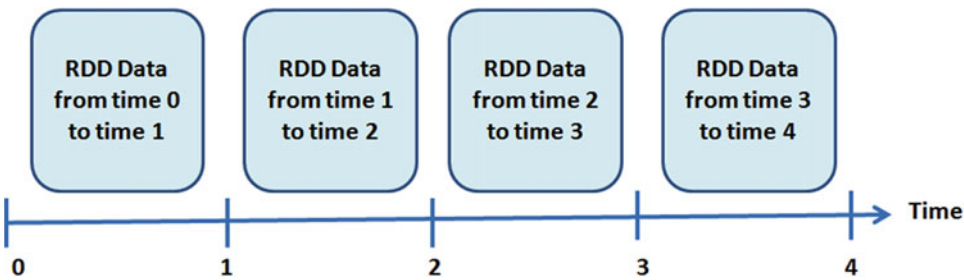 RDD Data
from time 0
to time 1
RDD Data
from time 1
to time 2
RDD Data
from time 2
to time 3
RDD Data
from time 3
to time 4
Time
0
1
2
3
4